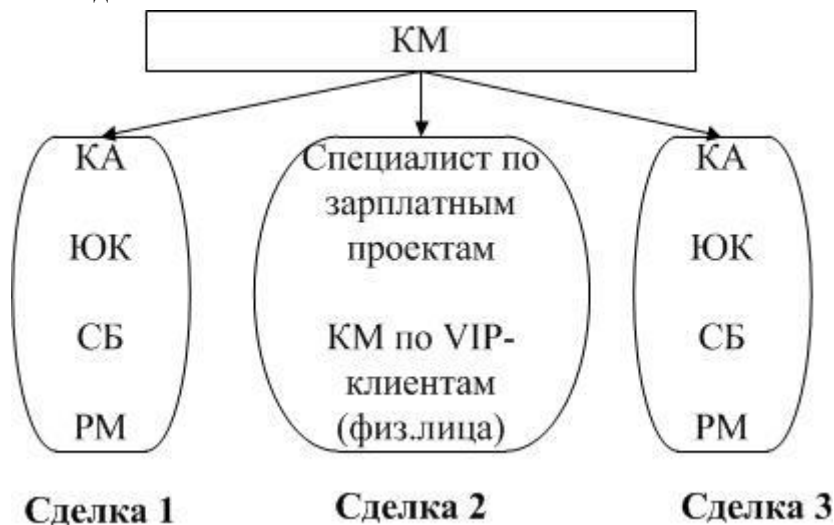 КМ
КА
ЮК
СБ
РМ
Специалист по
зарплатным
проектам
КМ по VIP-
клиентам
(физ.лица)
КА
ЮК
СБ
РМ
Сделка 1
Сделка 2
Сделка 3